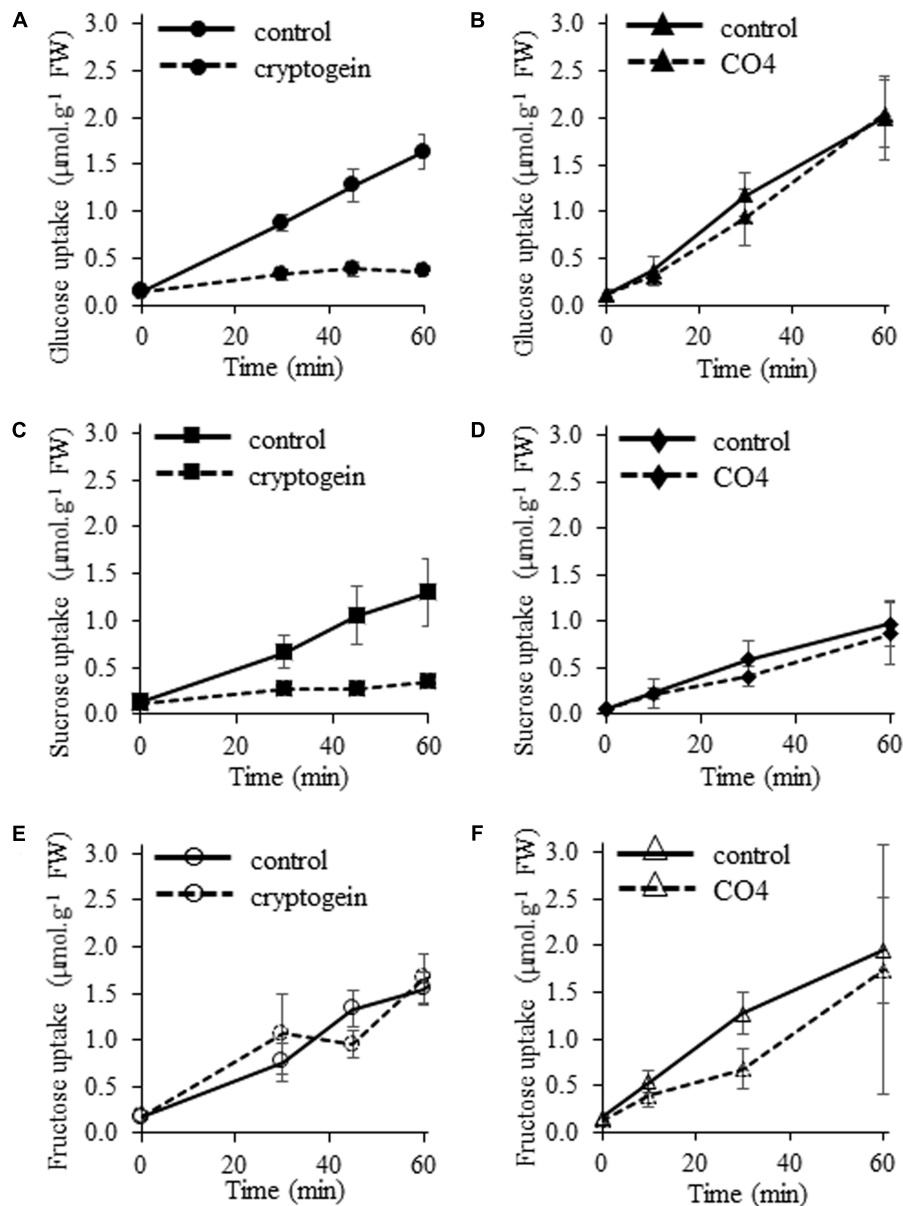 A
Glucose uptake (µmol.g⁻¹ FW)
3.0
2.5
2.0
1.5
1.0
0.5
0.0
control
cryptogein
0 20 40 60
Time (min)
B
Glucose uptake (µmol.g⁻¹ FW)
3.0
2.5
2.0
1.5
1.0
0.5
0.0
control
CO4
0 20 40 60
Time (min)
C
Sucrose uptake (µmol.g⁻¹ FW)
3.0
2.5
2.0
1.5
1.0
0.5
0.0
control
cryptogein
0 20 40 60
Time (min)
D
Sucrose uptake (µmol.g⁻¹ FW)
3.0
2.5
2.0
1.5
1.0
0.5
0.0
control
CO4
0 20 40 60
Time (min)
E
Fructose uptake (µmol.g⁻¹ FW)
3.0
2.5
2.0
1.5
1.0
0.5
0.0
control
cryptogein
0 20 40 60
Time (min)
F
Fructose uptake (µmol.g⁻¹ FW)
3.0
2.5
2.0
1.5
1.0
0.5
0.0
control
CO4
0 20 40 60
Time (min)